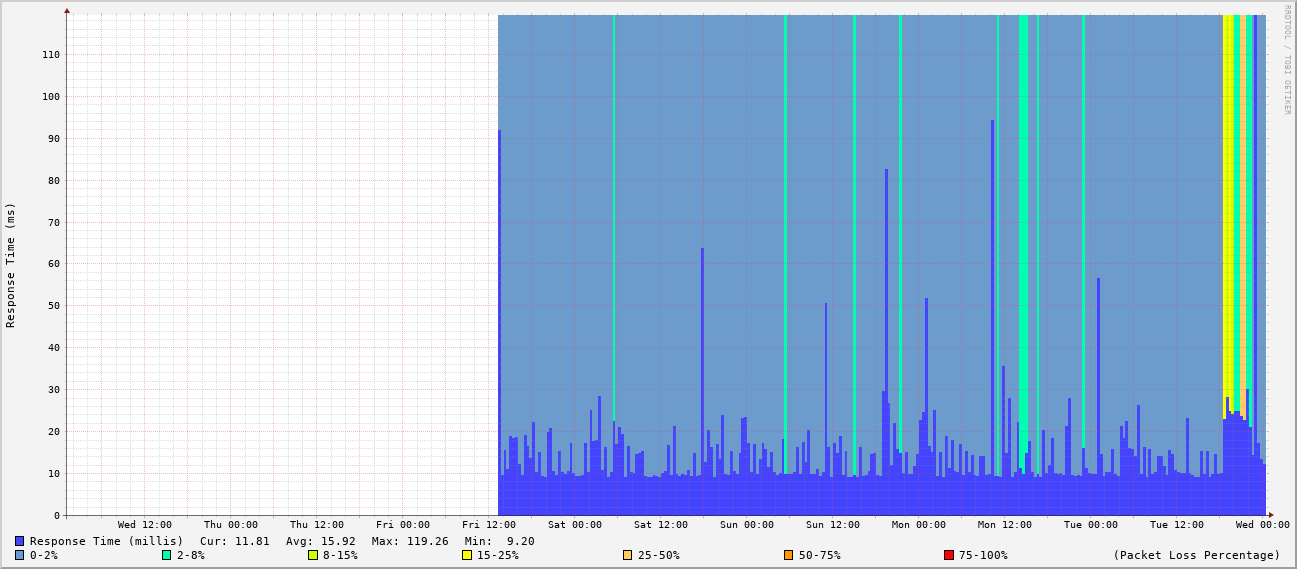 RRDTOOL / TOBI OETIKER
Response Time (ms)
110
100
90
80
70
60
50
40
30
20
10
0
Wed 12:00 Thu 00:00 Thu 12:00 Fri 00:00 Fri 12:00 Sat 00:00 Sat 12:00 Sun 00:00 Sun 12:00 Mon 00:00 Mon 12:00 Tue 00:00 Tue 12:00 Wed 00:00
Response Time (millis) Cur: 11.81 Avg: 15.92 Max: 119.26 Min: 9.20
0-2% 2-8% 8-15% 15-25% 25-50% 50-75% 75-100% (Packet Loss Percentage)